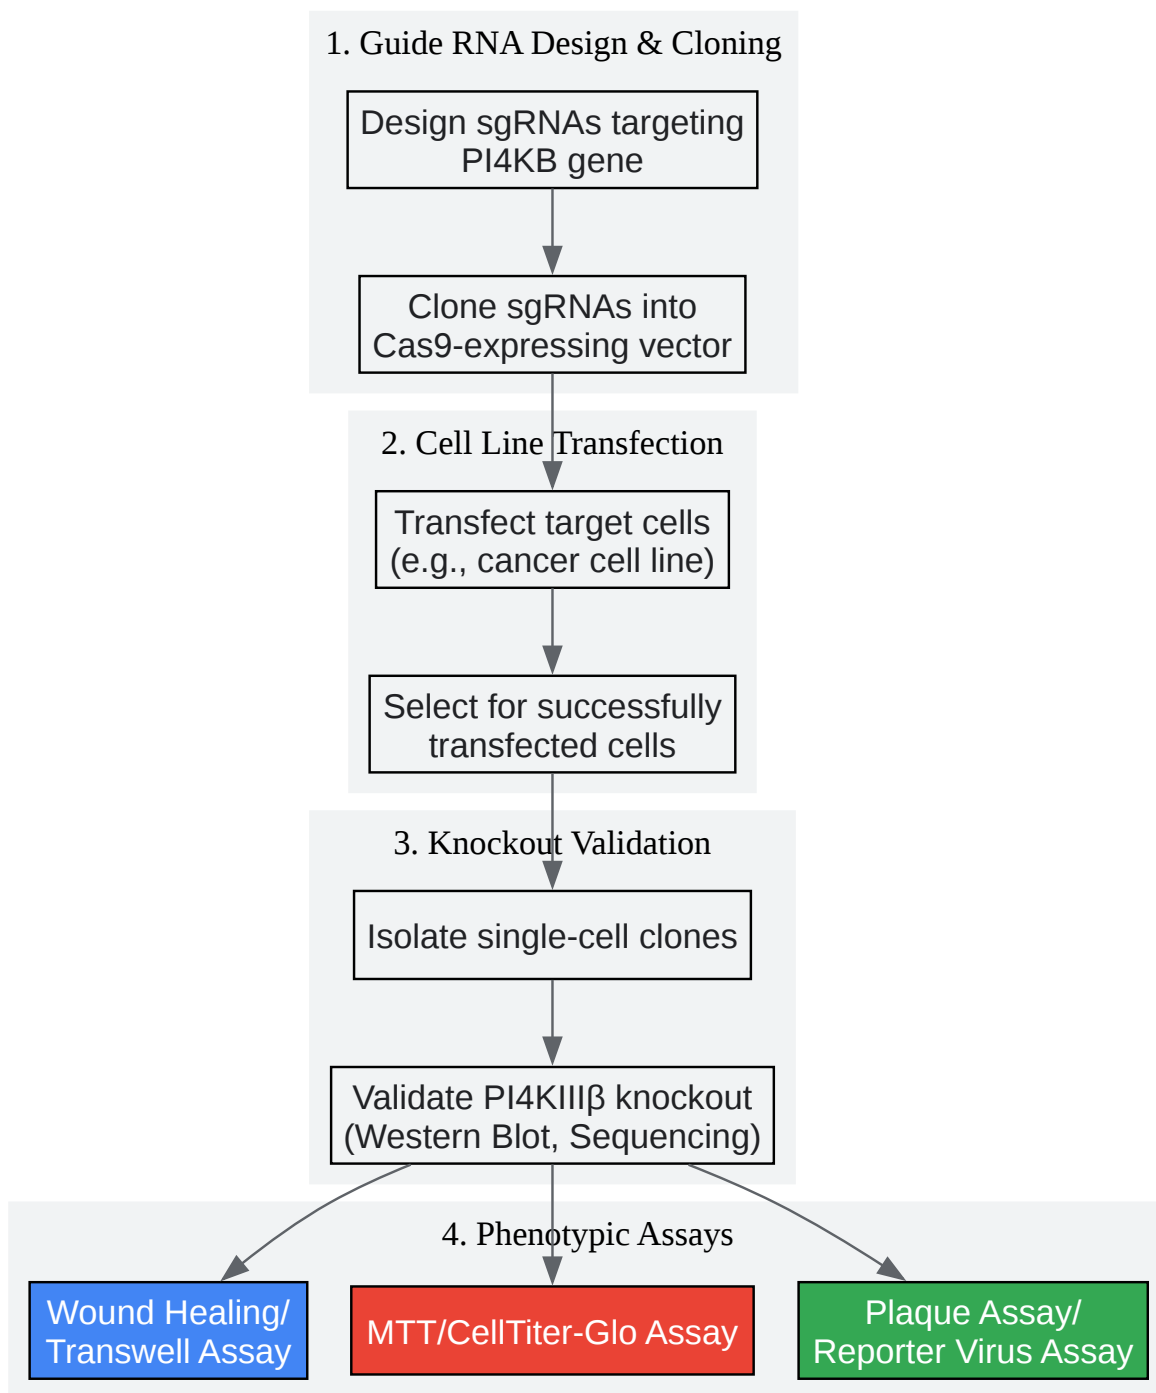 1. Guide RNA Design & Cloning
Design sgRNAs targeting
PI4KB gene
Clone sgRNAs into
Cas9-expressing vector
2. Cell Line Transfection
Transfect target cells
(e.g., cancer cell line)
Select for successfully
transfected cells
3. Knockout Validation
Isolate single-cell clones
Validate PI4KIIIβ knockout
(Western Blot, Sequencing)
4. Phenotypic Assays
Wound Healing/
Transwell Assay
MTT/CellTiter-Glo Assay
Plaque Assay/
Reporter Virus Assay